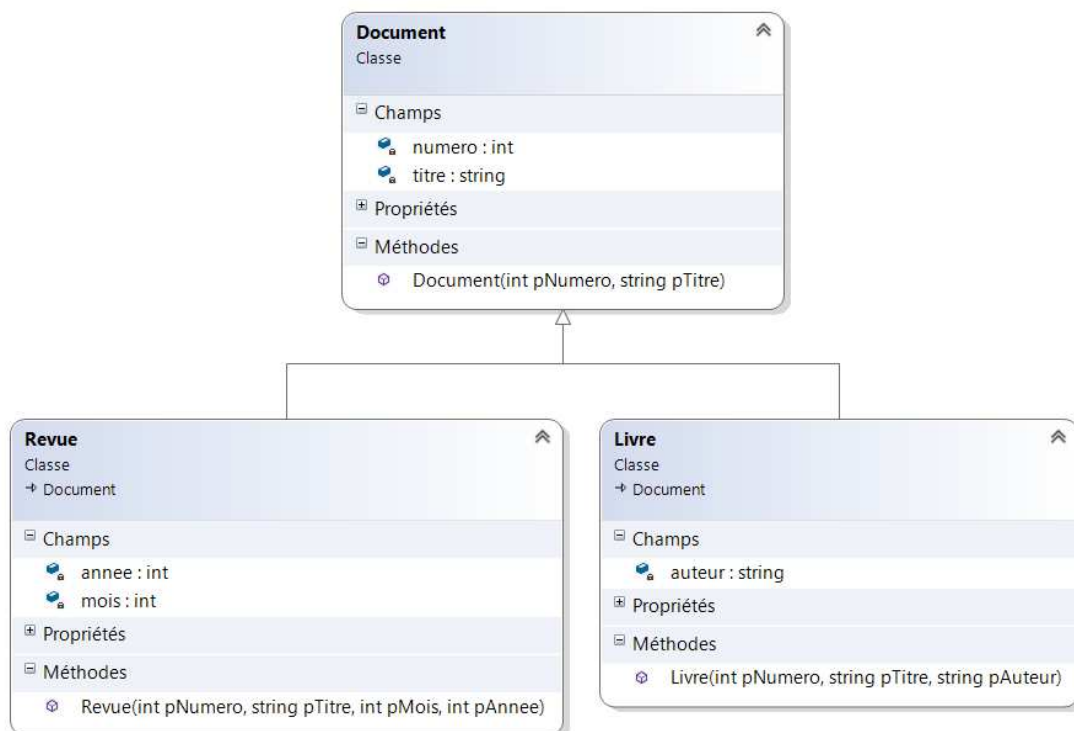 Document
Classe
Champs
numero : int
titre : string
Propriétés
Méthodes
Document(int pNumero, string pTitre)
Revue
Classe
Document
Champs
annee : int
mois : int
Propriétés
Méthodes
Revue(int pNumero, string pTitre, int pMois, int pAnnee)
Livre
Classe
Document
Champs
auteur : string
Propriétés
Méthodes
Livre(int pNumero, string pTitre, string pAuteur)